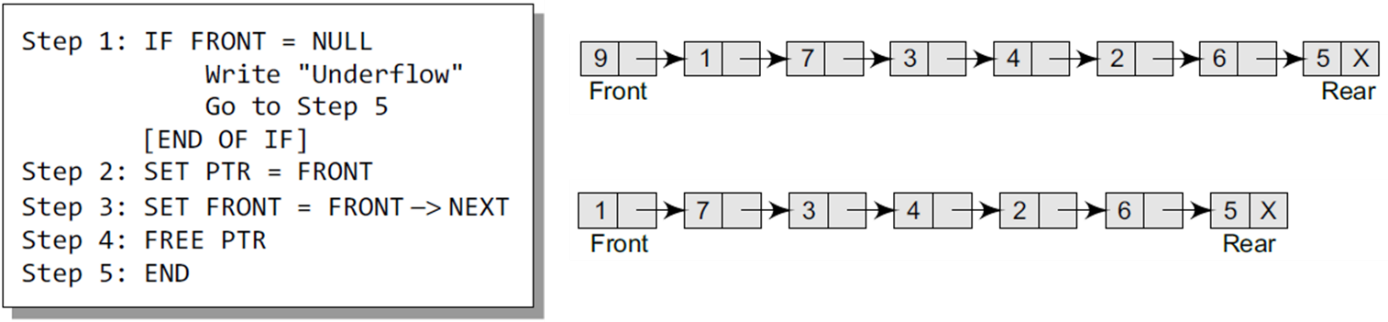 Step 1: IF FRONT = NULL
Write "Underflow"
Go to Step 5
[END OF IF]
Step 2: SET PTR = FRONT
Step 3: SET FRONT = FRONT —> NEXT
Step 4: FREE PTR
Step 5: END
9 1 7 3 4 2 6 5 X
Front Rear
1 7 3 4 2 6 5 X
Front Rear